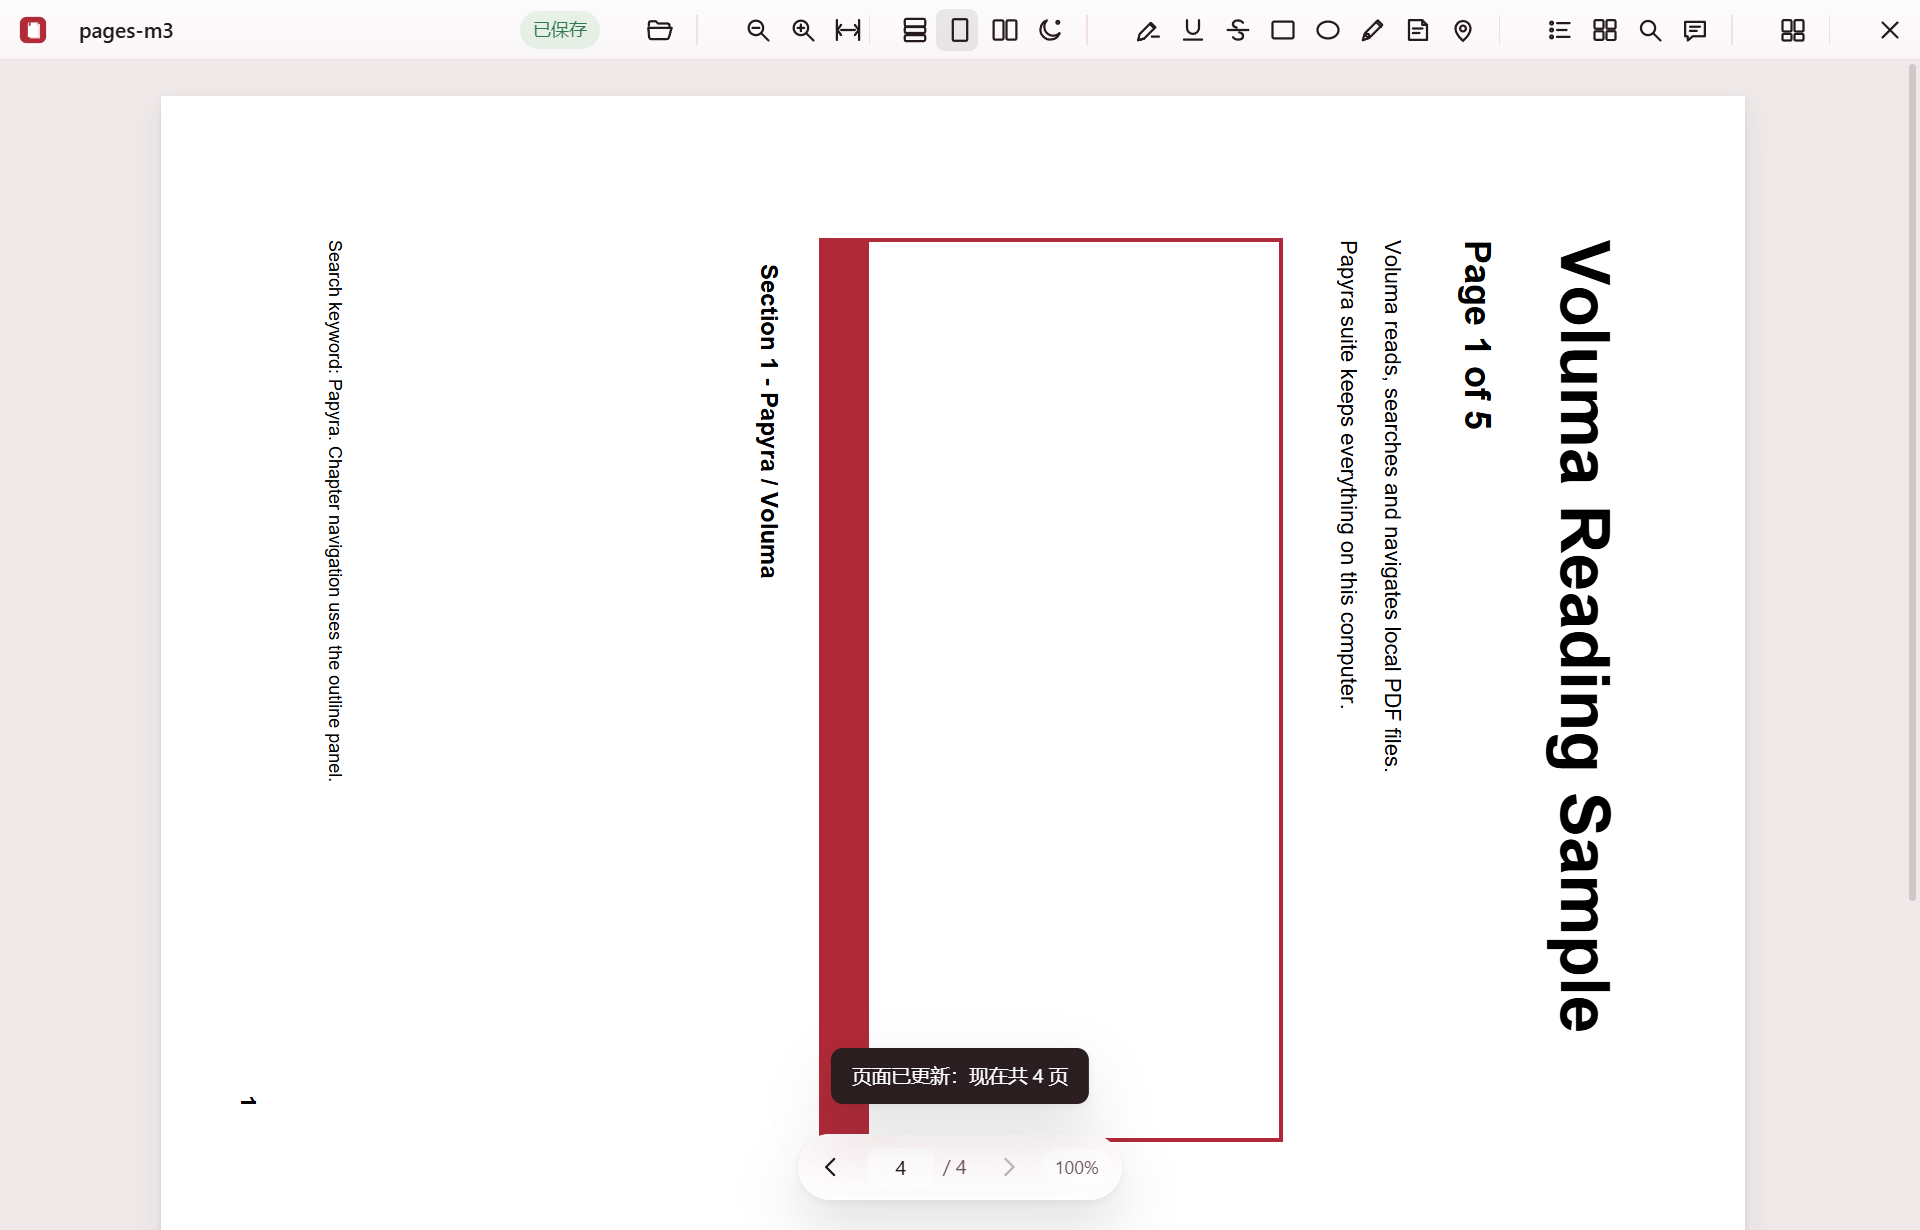 pages-m3
已保存
Voluma Reading Sample
Page 1 of 5
Voluma reads, searches and navigates local PDF files.
Papyra suite keeps everything on this computer.
Section 1 - Papyra / Voluma
Search keyword: Papyra. Chapter navigation uses the outline panel.
1
页面已更新：现在共 4 页
4 / 4 100%